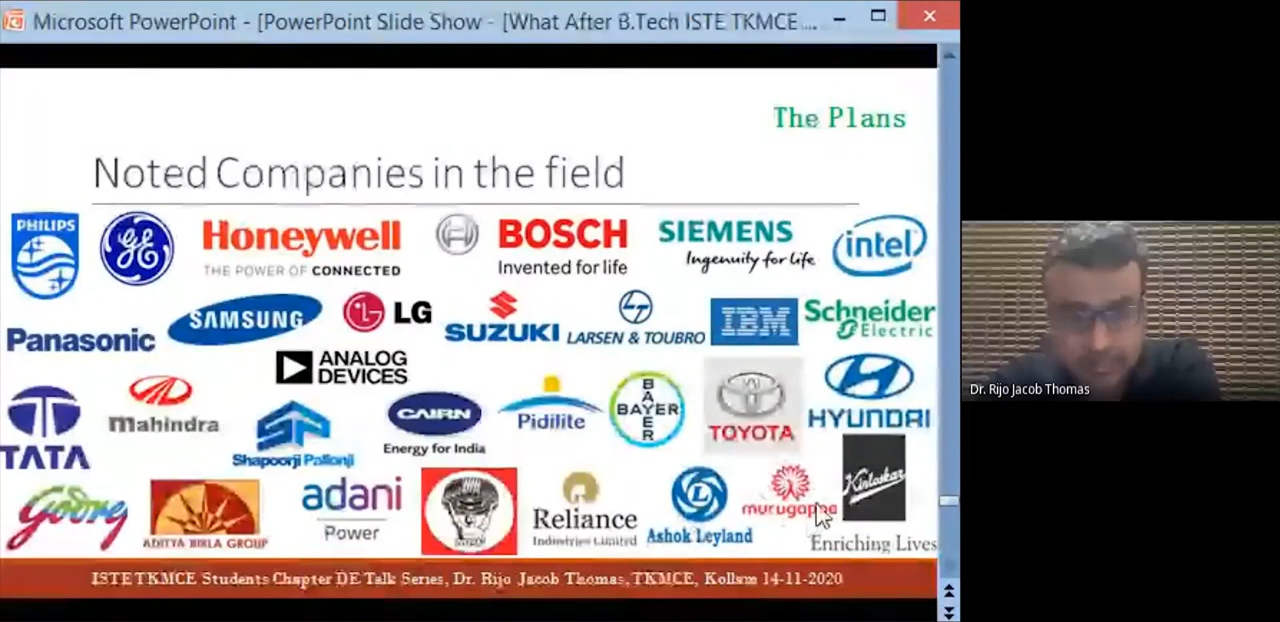 Microsoft PowerPoint - [PowerPoint Slide Show - [What After B.Tech ISTE TKMCE ...
The Plans
Noted Companies in the field
PHILIPS
GE
Honeywell
THE POWER OF CONNECTED
BOSCH
Invented for life
SIEMENS
Ingenuity for life
intel
Panasonic
SAMSUNG
LG
SUZUKI
LARSEN & TOUBRO
IBM
Schneider
Electric
ANALOG
DEVICES
TATA
Mahindra
Shapoorji Pallonji
CAIRN
Energy for India
Pidilite
BAYER
BAYER
TOYOTA
HYUNDAI
Godrej
ADITYA BIRLA GROUP
adani
Power
Reliance
Industries Limited
Ashok Leyland
murugappa
Kirloskar
Enriching Lives
ISTE TKMCE Students Chapter DE Talk Series, Dr. Rijo Jacob Thomas, TKMCE, Kollam 14-11-2020
Dr. Rijo Jacob Thomas